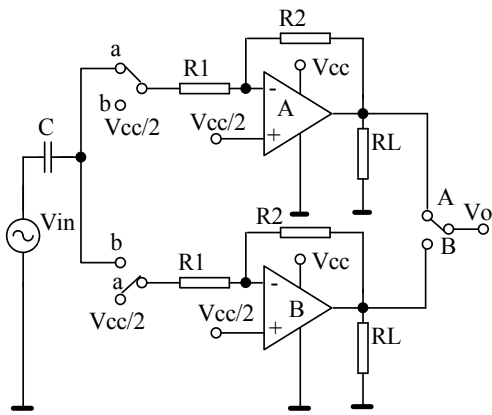 R2
a
R1
Vcc
-
A
b
Vcc/2
Vcc/2
+
C
RL
A
Vo
B
Vin
R2
b
R1
Vcc
a
-
B
Vcc/2
Vcc/2
+
RL